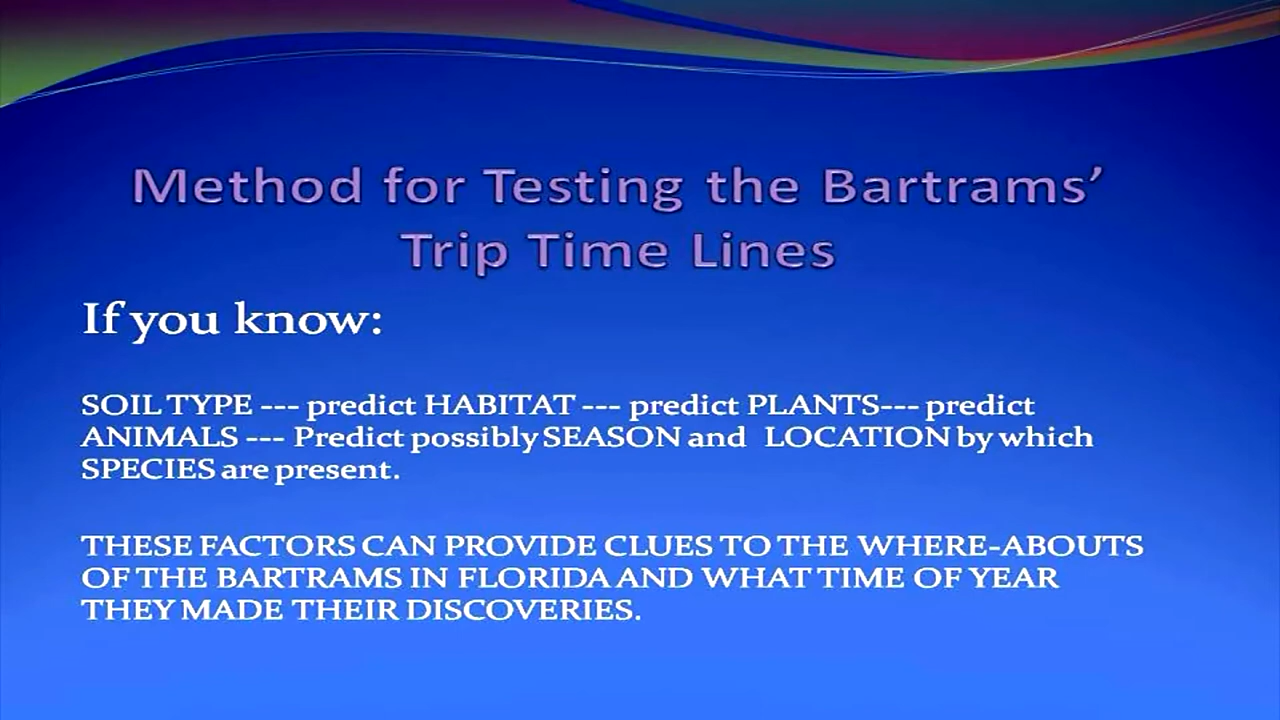 Method for Testing the Bartrams’
Trip Time Lines
If you know:
SOIL TYPE --- predict HABITAT --- predict PLANTS--- predict
ANIMALS --- Predict possibly SEASON and LOCATION by which
SPECIES are present.
THESE FACTORS CAN PROVIDE CLUES TO THE WHERE-ABOUTS
OF THE BARTRAMS IN FLORIDA AND WHAT TIME OF YEAR
THEY MADE THEIR DISCOVERIES.